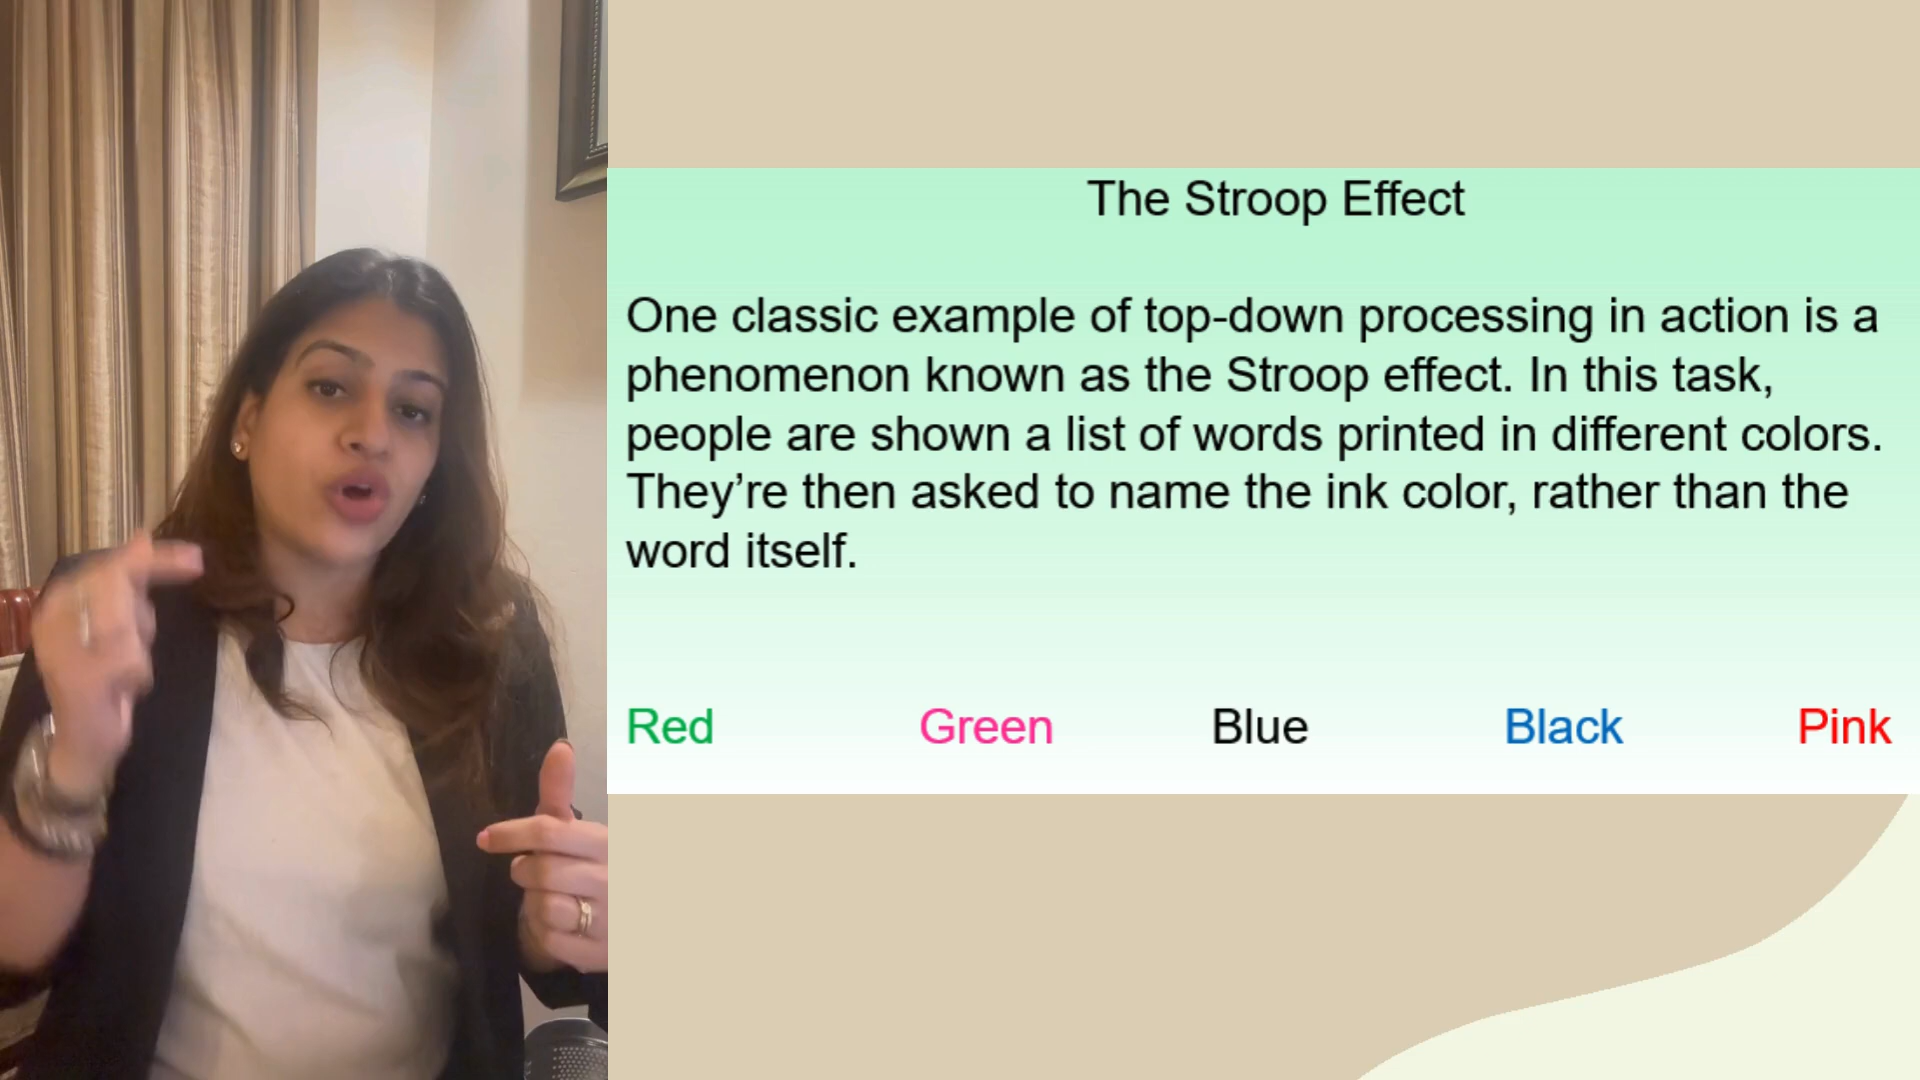 The Stroop Effect
One classic example of top-down processing in action is a
phenomenon known as the Stroop effect. In this task,
people are shown a list of words printed in different colors.
They’re then asked to name the ink color, rather than the
word itself.
Red Green Blue Black Pink